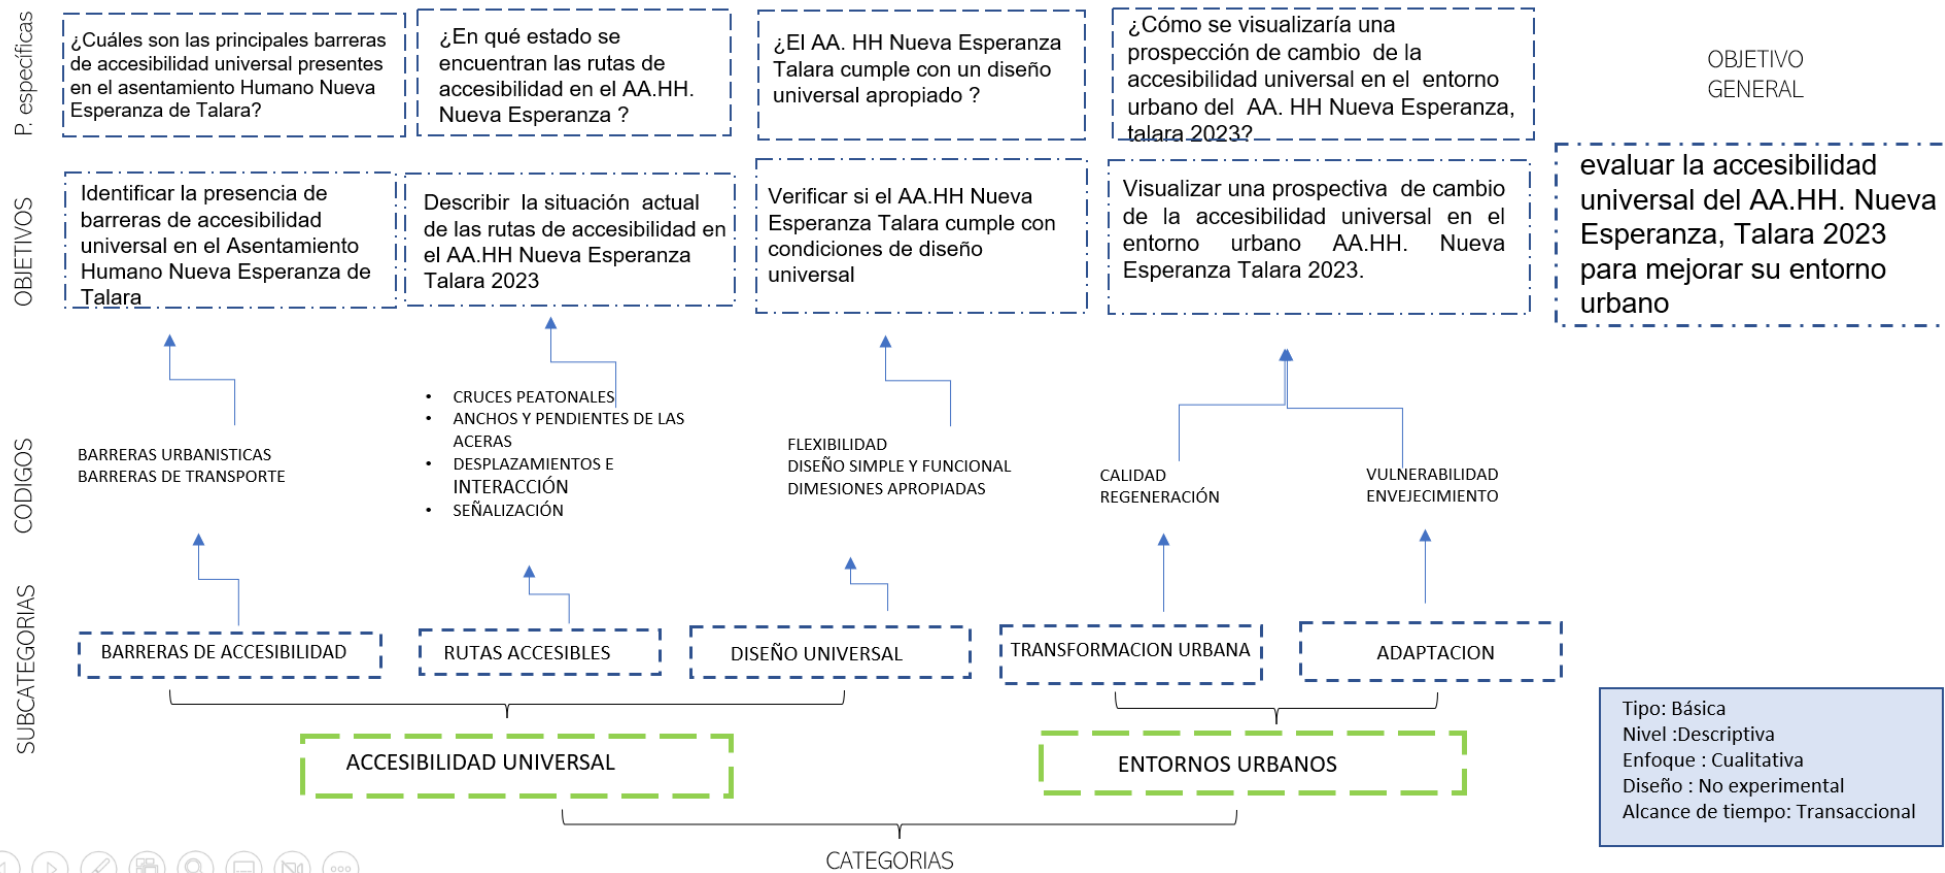 P. especificas
¿Cuáles son las principales barreras
de accesibilidad universal presentes
en el asentamiento Humano Nueva
Esperanza de Talara?
¿En qué estado se
encuentran las rutas de
accesibilidad en el AA.HH.
Nueva Esperanza ?
¿El AA. HH Nueva Esperanza
Talara cumple con un diseño
universal apropiado ?
¿Cómo se visualizaría una
prospección de cambio de la
accesibilidad universal en el entorno
urbano del AA. HH Nueva Esperanza,
talara 2023?
OBJETIVO
GENERAL
OBJETIVOS
Identificar la presencia de
barreras de accesibilidad
universal en el Asentamiento
Humano Nueva Esperanza de
Talara
Describir la situación actual
de las rutas de accesibilidad en
el AA.HH Nueva Esperanza
Talara 2023
Verificar si el AA.HH Nueva
Esperanza Talara cumple con
condiciones de diseño
universal
Visualizar una prospectiva de cambio
de la accesibilidad universal en el
entorno urbano AA.HH. Nueva
Esperanza Talara 2023.
evaluar la accesibilidad
universal del AA.HH. Nueva
Esperanza, Talara 2023
para mejorar su entorno
urbano
CODIGOS
BARRERAS URBANISTICAS
BARRERAS DE TRANSPORTE
• CRUCES PEATONALES
• ANCHOS Y PENDIENTES DE LAS
ACERAS
• DESPLAZAMIENTOS E
INTERACCIÓN
• SEÑALIZACIÓN
FLEXIBILIDAD
DISEÑO SIMPLE Y FUNCIONAL
DIMESIONES APROPIADAS
CALIDAD
REGENERACIÓN
VULNERABILIDAD
ENVEJECIMIENTO
SUBCATEGORIAS
BARRERAS DE ACCESIBILIDAD
RUTAS ACCESIBLES
DISEÑO UNIVERSAL
TRANSFORMACION URBANA
ADAPTACION
ACCESIBILIDAD UNIVERSAL
ENTORNOS URBANOS
CATEGORIAS
Tipo: Básica
Nivel :Descriptiva
Enfoque : Cualitativa
Diseño : No experimental
Alcance de tiempo: Transaccional